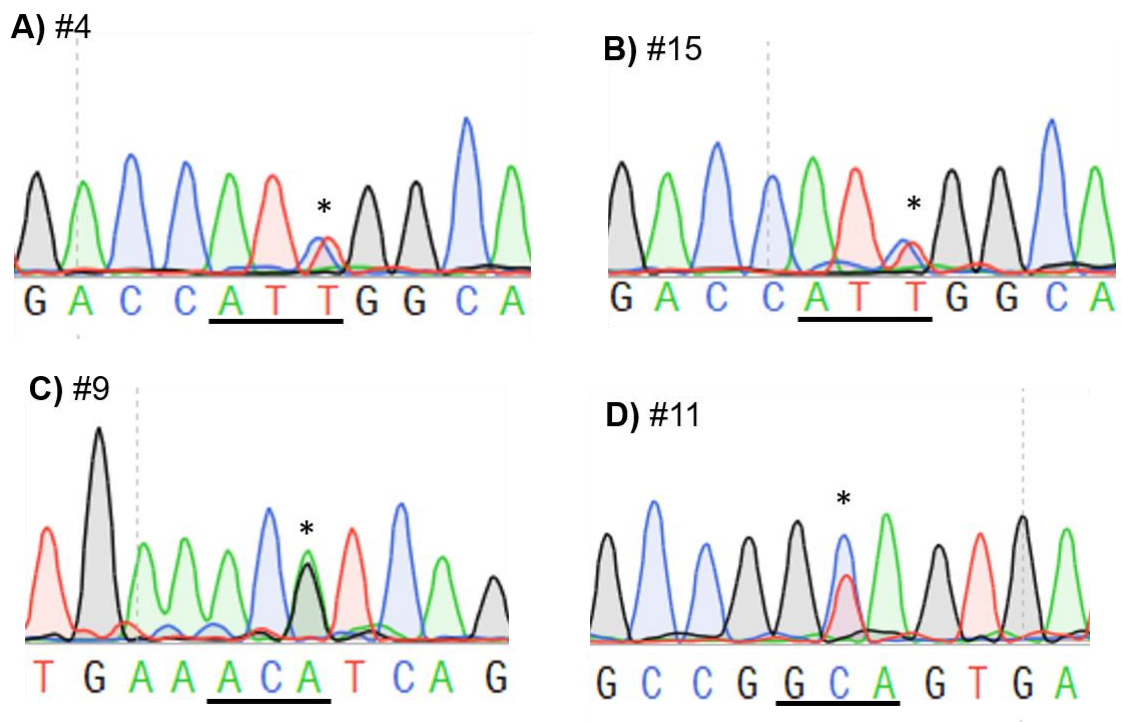 A) #4
*
G A C C A T T G G C A
B) #15
*
G A C C A T T G G C A
C) #9
*
T G A A A C A T C A G
D) #11
*
G C C G G C A G T G A